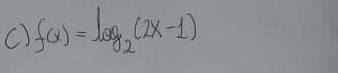 c) f(x) = log₂(2x-1)